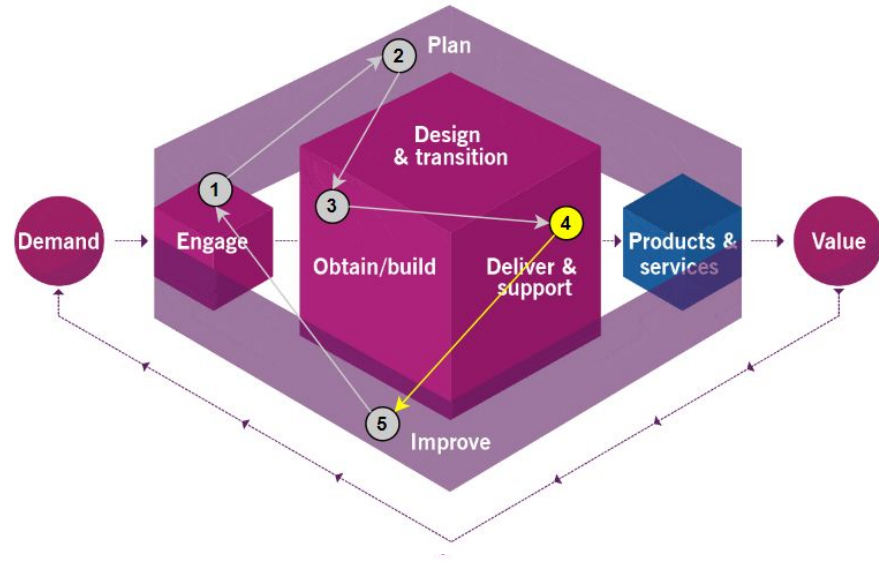 2
Plan
Design
& transition
1
3
4
Demand
Engage
Obtain/build
Deliver &
support
Products &
services
Value
5
Improve